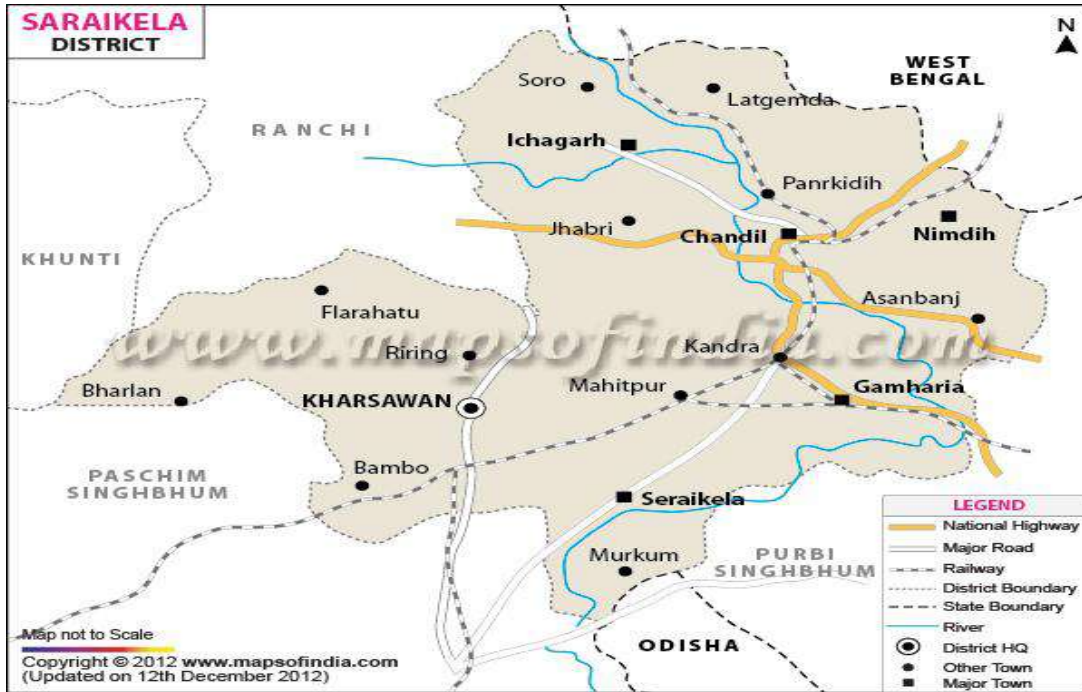 SARAIKELA
DISTRICT
N
WEST
BENGAL
Soro
Latgemda
RANCHI
Ichagarh
Panrkidih
Jhabri
Chandil
Nimdih
KHUNTI
Flarahatu
Asanbanj
www.mapsofindia.com
Riring
Kandra
Bharlan
KHARSAWAN
Mahitpur
Gamharia
Bambo
PASCHIM
SINGHBHUM
Seraikela
Murkum
PURBI
SINGHBHUM
ODISHA
LEGEND
National Highway
Major Road
Railway
District Boundary
State Boundary
River
District HQ
Other Town
Major Town
Map not to Scale
Copyright © 2012 www.mapsofindia.com
(Updated on 12th December 2012)